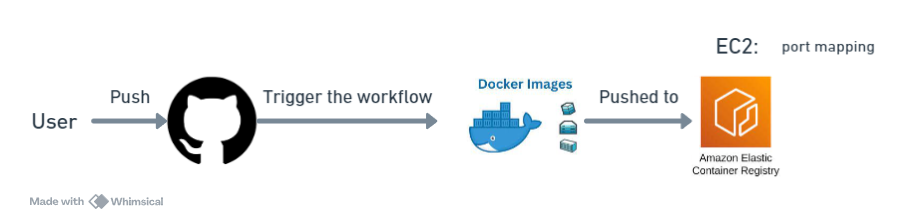 EC2: port mapping
Docker Images
Push
Trigger the workflow
Pushed to
User
Amazon Elastic
Container Registry
Made with Whimsical